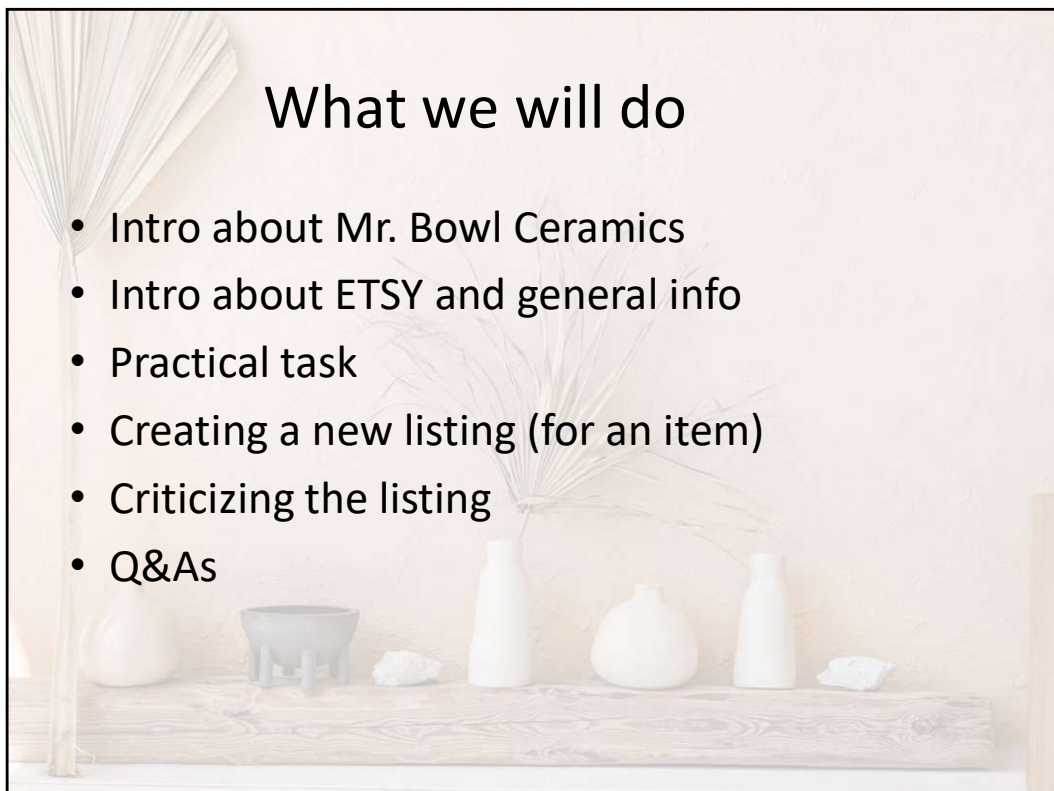 What we will do
• Intro about Mr. Bowl Ceramics
• Intro about ETSY and general info
• Practical task
• Creating a new listing (for an item)
• Criticizing the listing
• Q&As